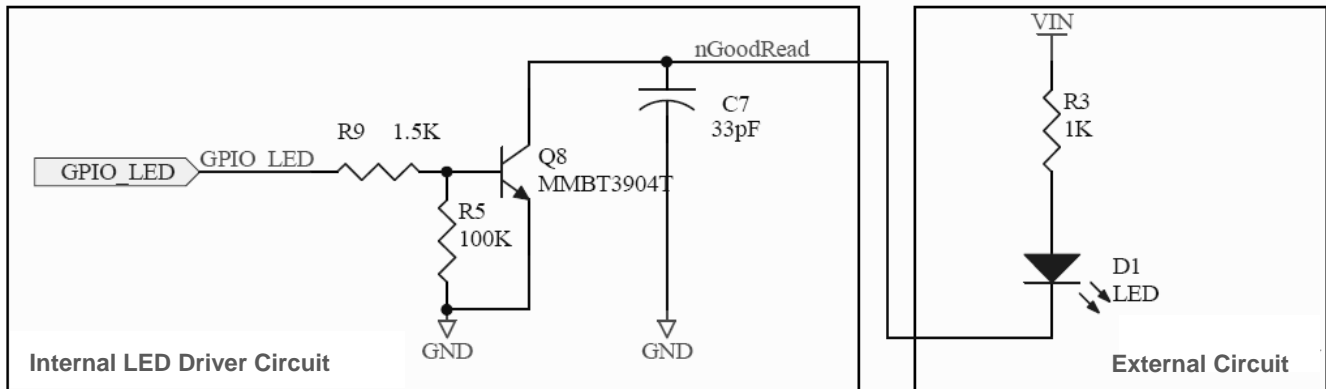 VIN
nGoodRead
R3
1K
C7
33pF
R9 1.5K
GPIO_LED
GPIO_LED
Q8
MMBT3904T
R5
100K
D1
LED
GND
GND
Internal LED Driver Circuit
External Circuit